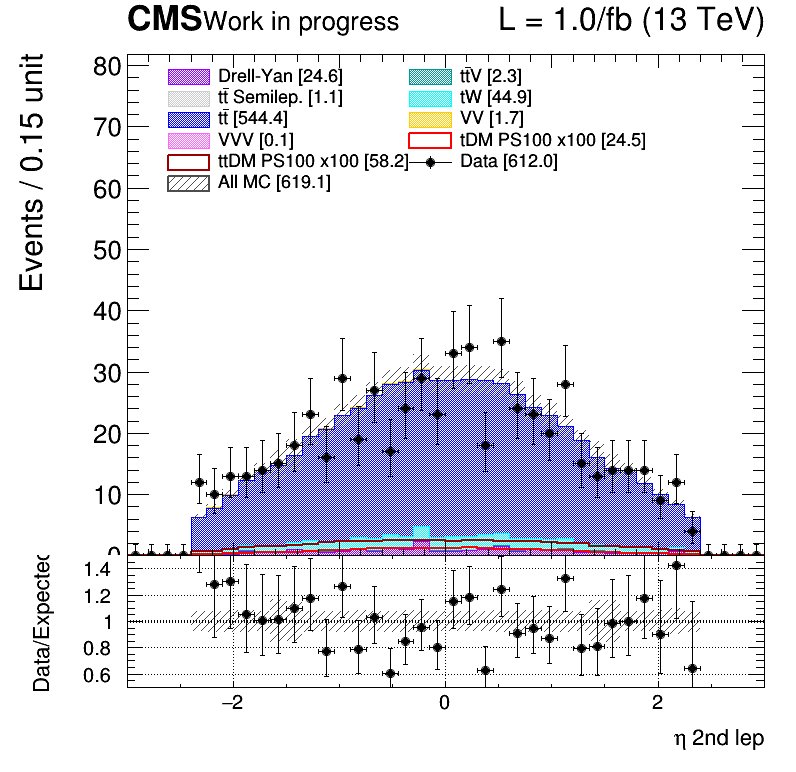 CMS Work in progress L = 1.0/fb (13 TeV)
Events / 0.15 unit
80
70
60
50
40
30
20
10
0
Drell-Yan [24.6] tt̄V [2.3]
tt̄ Semilep. [1.1] tW [44.9]
tt̄ [544.4] VV [1.7]
VVV [0.1] tDM PS100 x100 [24.5]
ttDM PS100 x100 [58.2] Data [612.0]
All MC [619.1]
Data/Expected
1.4
1.2
1
0.8
0.6
−2 0 2
η 2nd lep